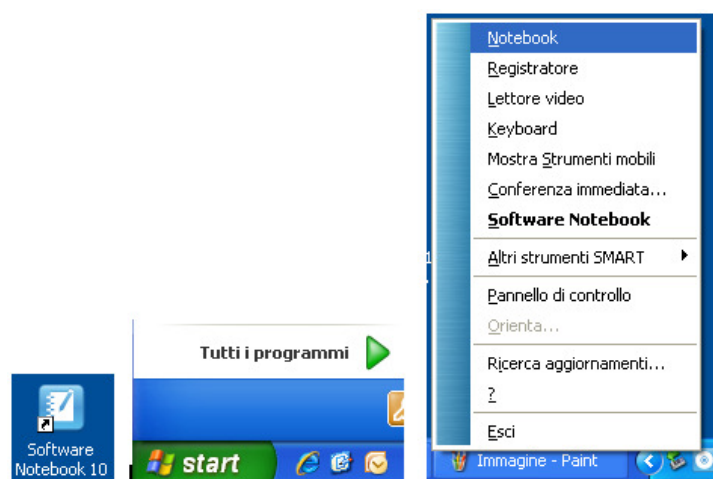 Software
Notebook 10
Tutti i programmi
start
Notebook
Registratore
Lettore video
Keyboard
Mostra Strumenti mobili
Conferenza immediata...
Software Notebook
Altri strumenti SMART
Pannello di controllo
Orienta...
Ricerca aggiornamenti...
?
Esci
Immagine - Paint